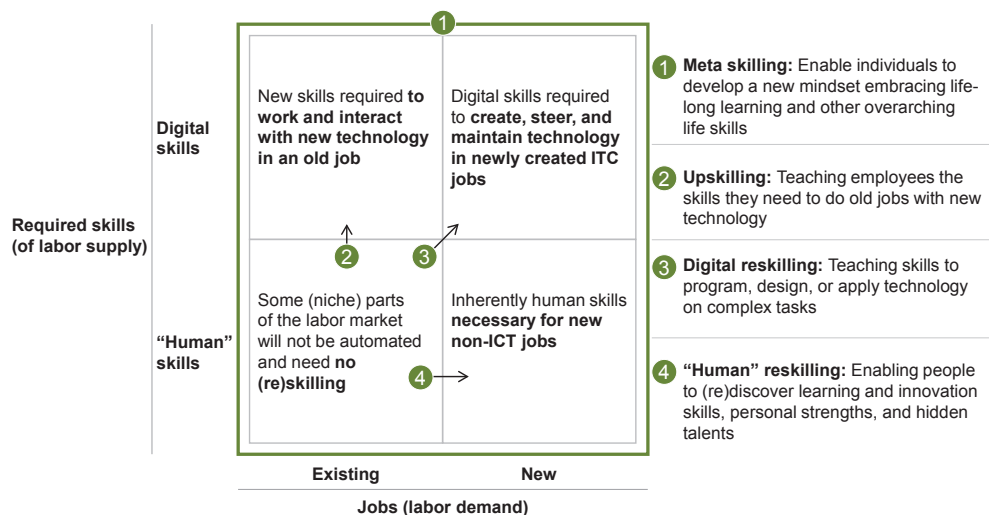 1
Required skills
(of labor supply)
Digital
skills
New skills required to
work and interact
with new technology
in an old job
Digital skills required
to create, steer, and
maintain technology
in newly created ITC
jobs
2
3
“Human”
skills
Some (niche) parts
of the labor market
will not be automated
and need no
(re)skilling
4
Inherently human skills
necessary for new
non-ICT jobs
Existing
New
Jobs (labor demand)
1 Meta skilling: Enable individuals to
develop a new mindset embracing life-
long learning and other overarching
life skills
2 Upskilling: Teaching employees the
skills they need to do old jobs with new
technology
3 Digital reskilling: Teaching skills to
program, design, or apply technology
on complex tasks
4 “Human” reskilling: Enabling people
to (re)discover learning and innovation
skills, personal strengths, and hidden
talents